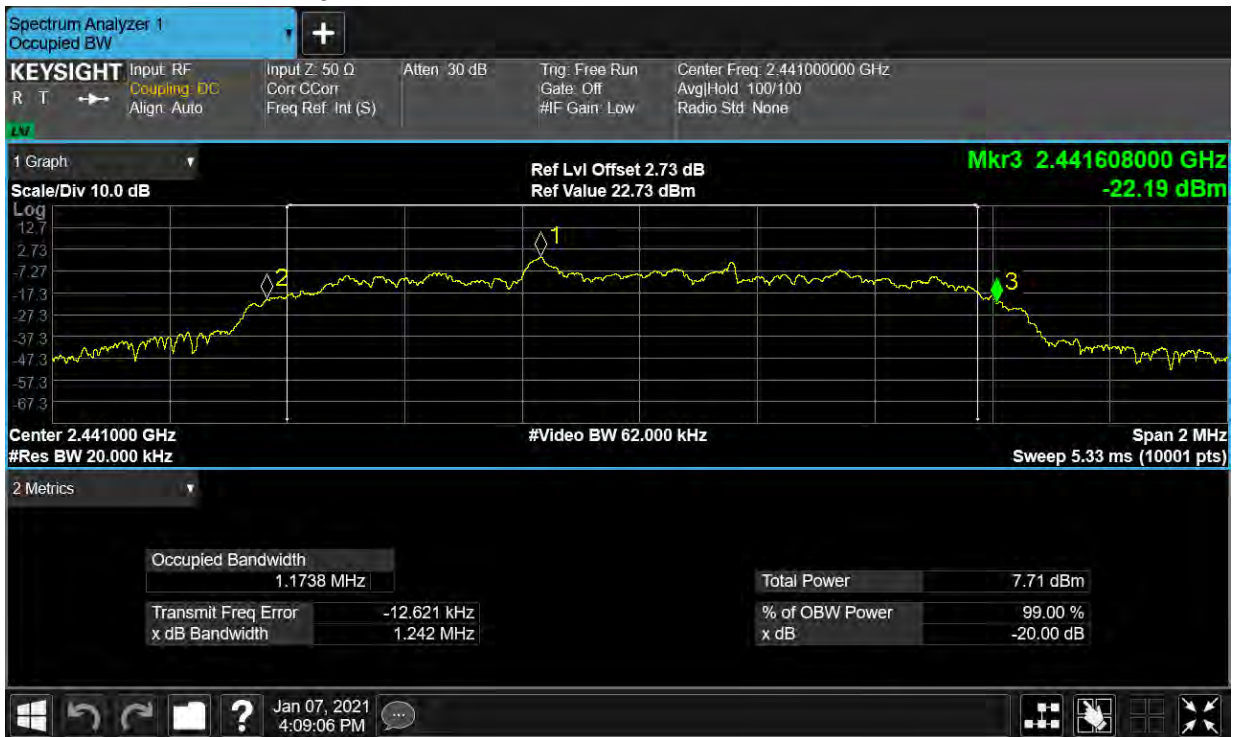 Spectrum Analyzer 1
Occupied BW
+
KEYSIGHT
R T
Input: RF
Coupling: DC
Align: Auto
Input Z: 50 Ω
Corr CCorr
Freq Ref: Int (S)
Atten: 30 dB
Trig: Free Run
Gate: Off
#IF Gain: Low
Center Freq: 2.441000000 GHz
Avg|Hold: 100/100
Radio Std: None
1 Graph
Scale/Div 10.0 dB
Ref Lvl Offset 2.73 dB
Ref Value 22.73 dBm
Mkr3 2.441608000 GHz
-22.19 dBm
Log
12.7
2.73
-7.27
-17.3
-27.3
-37.3
-47.3
-57.3
-67.3
1
2
3
Center 2.441000 GHz
#Res BW 20.000 kHz
#Video BW 62.000 kHz
Span 2 MHz
Sweep 5.33 ms (10001 pts)
2 Metrics
Occupied Bandwidth
1.1738 MHz
Transmit Freq Error -12.621 kHz
x dB Bandwidth 1.242 MHz
Total Power 7.71 dBm
% of OBW Power 99.00 %
x dB -20.00 dB
?
Jan 07, 2021
4:09:06 PM